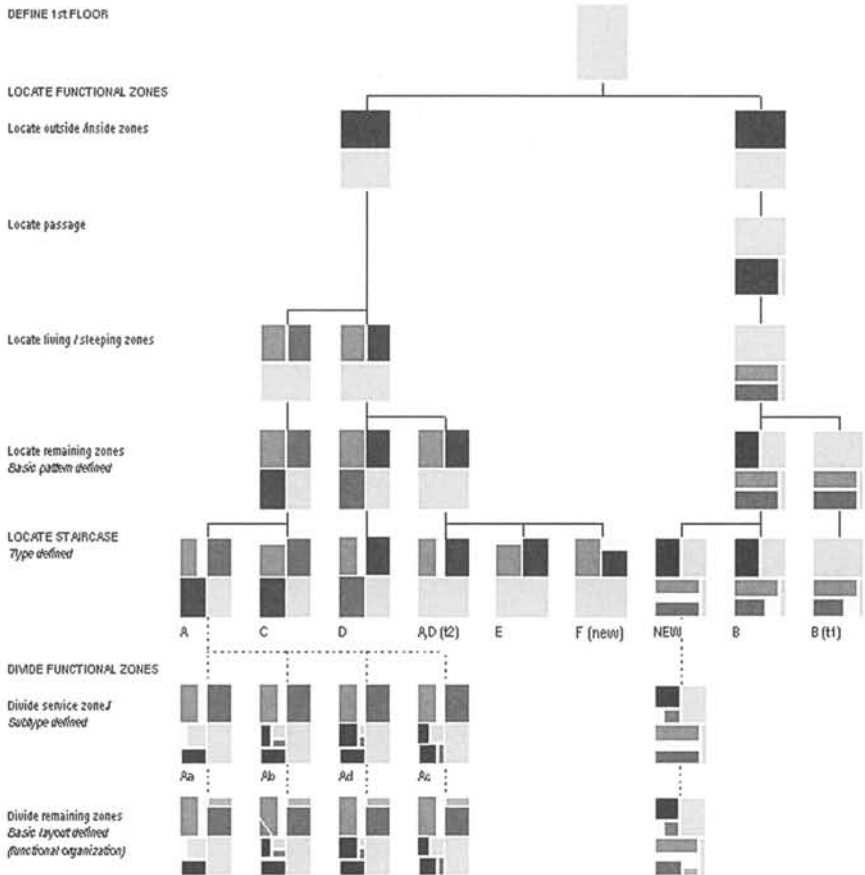 DEFINE 1st FLOOR
LOCATE FUNCTIONAL ZONES
Locate outside /inside zones
Locate passage
Locate living / sleeping zones
Locate remaining zones
Basic pattern defined
LOCATE STAIRCASE
Type defined
A C D A,D (t2) E F (new) NEW B B (t1)
DIVIDE FUNCTIONAL ZONES
Divide service zones/
Subtype defined
Aa Ab Ad Ac
Divide remaining zones
Basic layout defined
(functional organization)